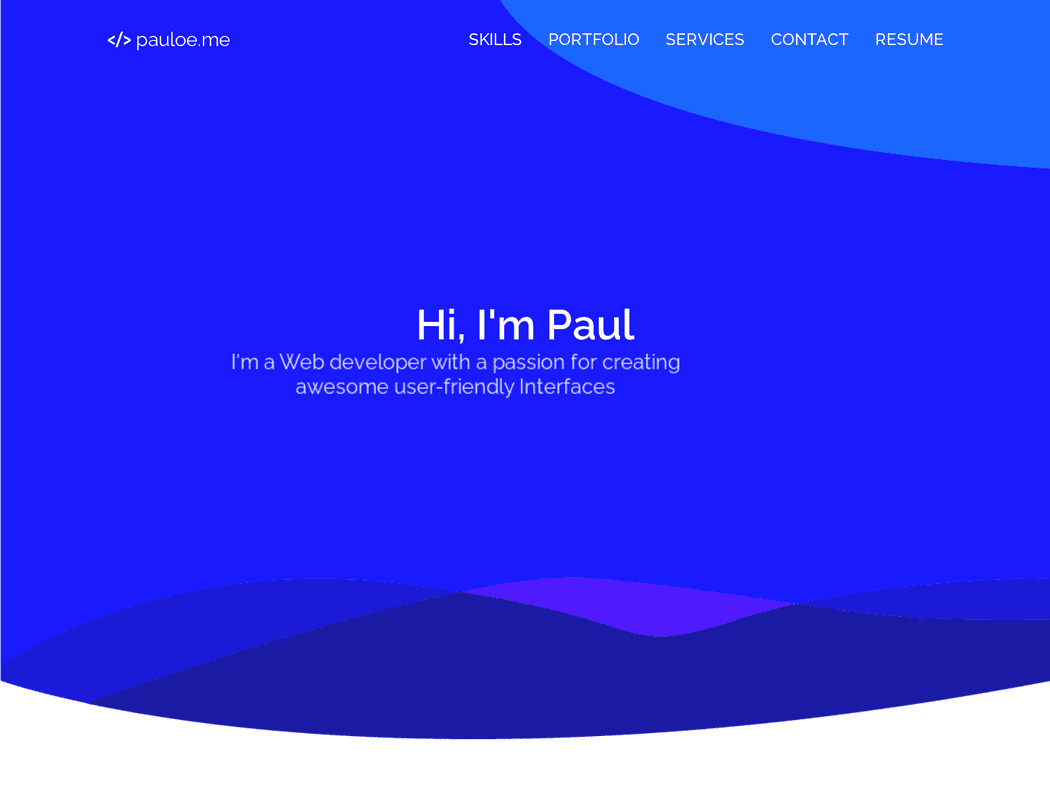 </> pauloe.me
SKILLS PORTFOLIO SERVICES CONTACT RESUME
Hi, I'm Paul
I'm a Web developer with a passion for creating
awesome user-friendly Interfaces